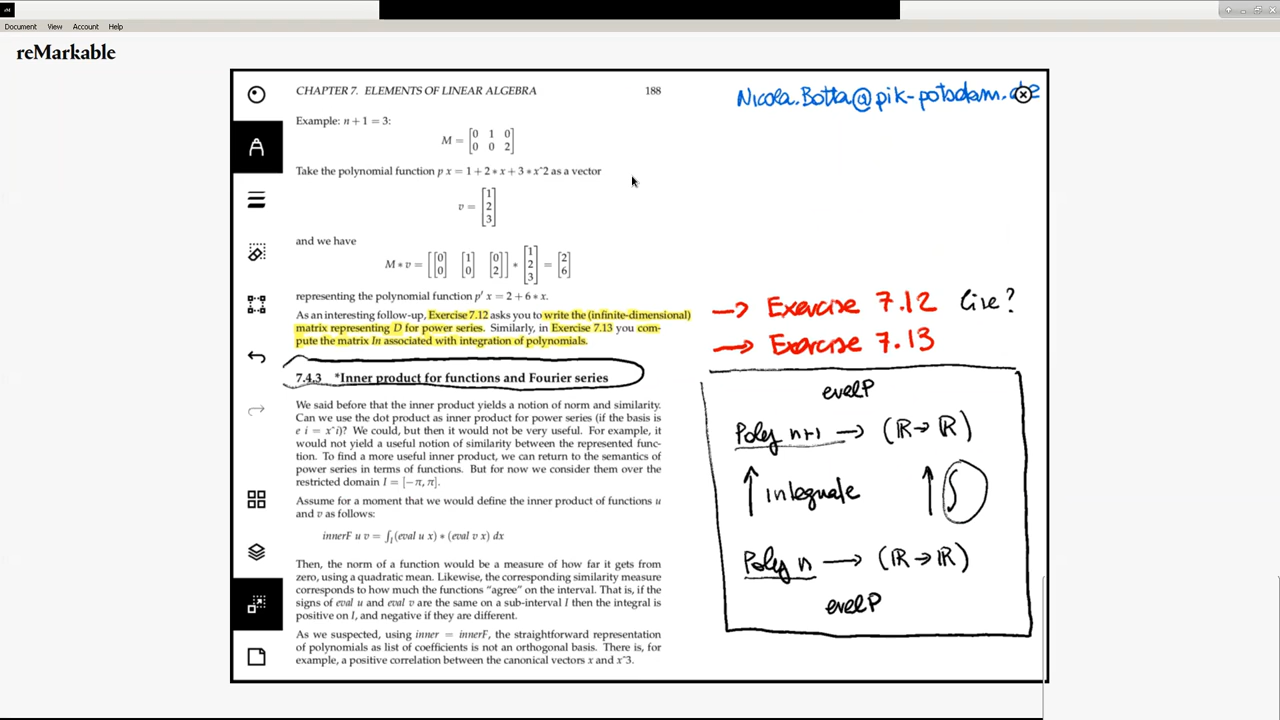 Document View Account Help
reMarkable
CHAPTER 7. ELEMENTS OF LINEAR ALGEBRA 188
Nicola.Botta@pik-potsdam.de
Example: n + 1 = 3:
M = [0 1 0
0 0 2]
Take the polynomial function p x = 1 + 2 * x + 3 * x^2 as a vector
v = [1
2
3]
and we have
M * v = [[0 0] [1 0] [0 2]] * [1 2 3] = [2 6]
representing the polynomial function p′ x = 2 + 6 * x.
As an interesting follow-up, Exercise 7.12 asks you to write the (infinite-dimensional)
matrix representing D for power series. Similarly, in Exercise 7.13 you com-
pute the matrix In associated with integration of polynomials.
→ Exercise 7.12 live?
→ Exercise 7.13
7.4.3 *Inner product for functions and Fourier series
We said before that the inner product yields a notion of norm and similarity.
Can we use the dot product as inner product for power series (if the basis is
e i = x^i)? We could, but then it would not be very useful. For example, it
would not yield a useful notion of similarity between the represented func-
tion. To find a more useful inner product, we can return to the semantics of
power series in terms of functions. But for now we consider them over the
restricted domain I = [−π, π].
Assume for a moment that we would define the inner product of functions u
and v as follows:
innerF u v = ∫I (eval u x) * (eval v x) dx
Then, the norm of a function would be a measure of how far it gets from
zero, using a quadratic mean. Likewise, the corresponding similarity measure
corresponds to how much the functions “agree” on the interval. That is, if the
signs of eval u and eval v are the same on a sub-interval I then the integral is
positive on I, and negative if they are different.
As we suspected, using inner = innerF, the straightforward representation
of polynomials as list of coefficients is not an orthogonal basis. There is, for
example, a positive correlation between the canonical vectors x and x^3.
evalP
Poly n+1 → (ℝ → ℝ)
↑ integrate ↑ ∫
Poly n → (ℝ → ℝ)
evalP